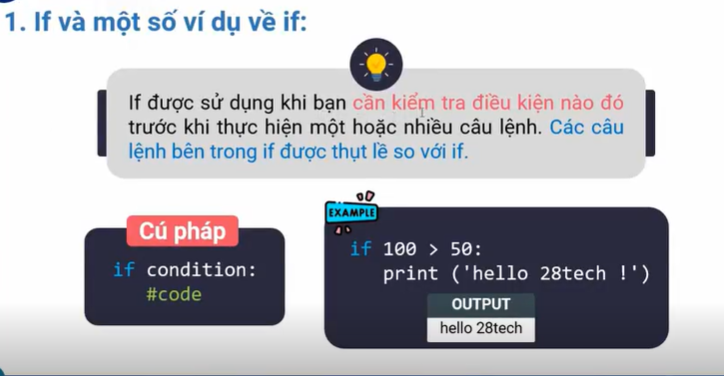 1. If và một số ví dụ về if:
If được sử dụng khi bạn cần kiểm tra điều kiện nào đó
trước khi thực hiện một hoặc nhiều câu lệnh. Các câu
lệnh bên trong if được thụt lề so với if.
Cú pháp
if condition:
#code
EXAMPLE
if 100 > 50:
print ('hello 28tech !')
OUTPUT
hello 28tech